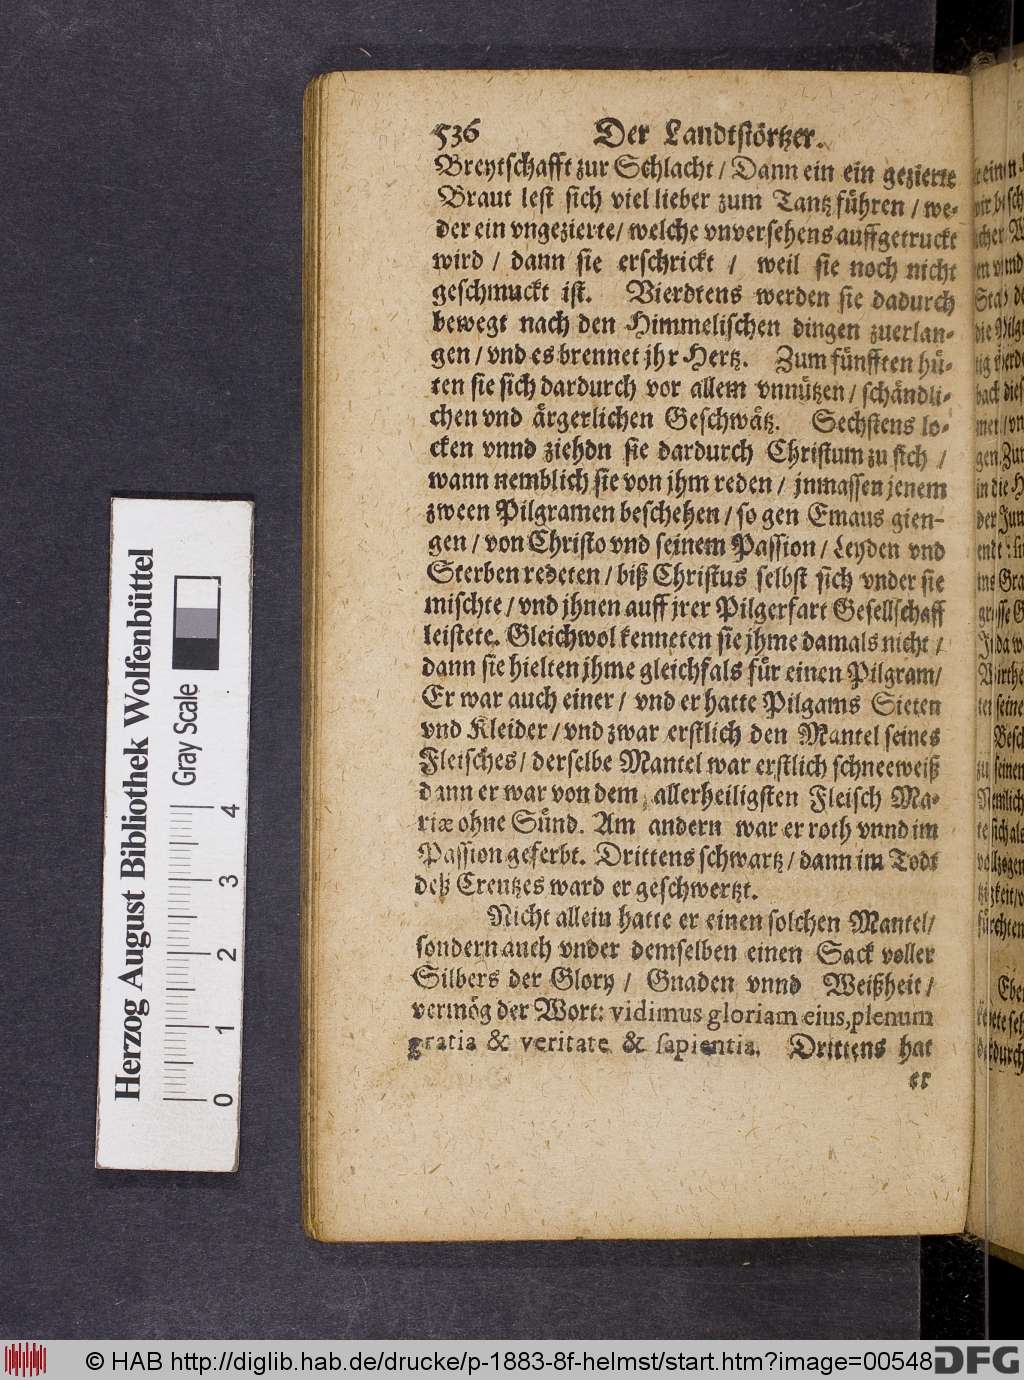 536 Der Landtstörtzer.
Breytschafft zur Schlacht / Dann ein ein gezierte
Braut lest sich viel lieber zum Tantz führen / we-
der ein vngezierte / welche vnversehens auffgetruckt
wird / dann sie erschrickt / weil sie noch nicht
geschmuckt ist. Vierdtens werden sie dadurch
bewegt nach den Himmelischen dingen zuerlan-
gen / vnd es brennet jhr Hertz. Zum fünfften hü-
ten sie sich dardurch vor allem vnnützen / schändli-
chen vnd ärgerlichen Geschwätz. Sechstens lo-
cken vnnd ziehdn sie dardurch Christum zu sich /
wann nemblich sie von jhm reden / jnmassen jenem
zween Pilgramen beschehen / so gen Emaus gien-
gen / von Christo vnd seinem Passion / Leyden vnd
Sterben redeten / biß Christus selbst sich vnder sie
mischte / vnd jhnen auff jrer Pilgerfart Gesellschaff
leistete. Gleichwol kenneten sie jhme damals nicht /
dann sie hielten jhme gleichfals für einen Pilgram /
Er war auch einer / vnd er hatte Pilgams Sieten
vnd Kleider / vnd zwar erstlich den Mantel seines
Fleisches / derselbe Mantel war erstlich schneeweiß
dann er war von dem allerheiligsten Fleisch Ma-
riæ ohne Sünd. Am andern war er roth vnnd im
Passion geferbt. Drittens schwartz / dann im Todt
deß Creutzes ward er geschwertzt.
Nicht allein hatte er einen solchen Mantel /
sondern auch vnder demselben einen Sack voller
Silbers der Glory / Gnaden vnnd Weißheit /
vermög der Wort: vidimus gloriam eius, plenum
gratia & veritate & sapientia. Drittens hat
er
Herzog August Bibliothek Wolfenbüttel
Gray Scale
0 1 2 3 4
© HAB http://diglib.hab.de/drucke/p-1883-8f-helmst/start.htm?image=00548
DFG